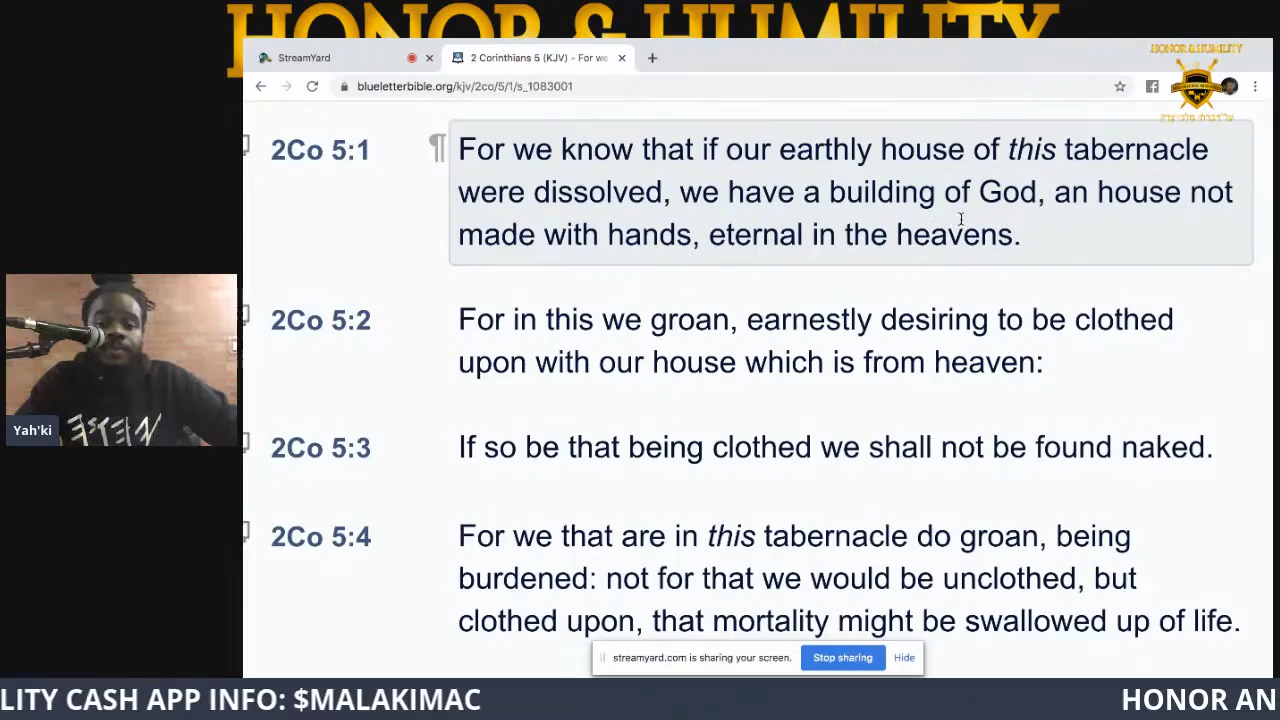 HONOR & HUMILITY
StreamYard
2 Corinthians 5 (KJV) - For we
HONOR & HUMILITY
blueletterbible.org/kjv/2co/5/1/s_1083001
2Co 5:1
¶ For we know that if our earthly house of this tabernacle
were dissolved, we have a building of God, an house not
made with hands, eternal in the heavens.
2Co 5:2
For in this we groan, earnestly desiring to be clothed
upon with our house which is from heaven:
2Co 5:3
If so be that being clothed we shall not be found naked.
2Co 5:4
For we that are in this tabernacle do groan, being
burdened: not for that we would be unclothed, but
clothed upon, that mortality might be swallowed up of life.
Yah'ki
streamyard.com is sharing your screen.
Stop sharing
Hide
LITY CASH APP INFO: $MALAKIMAC
HONOR AN